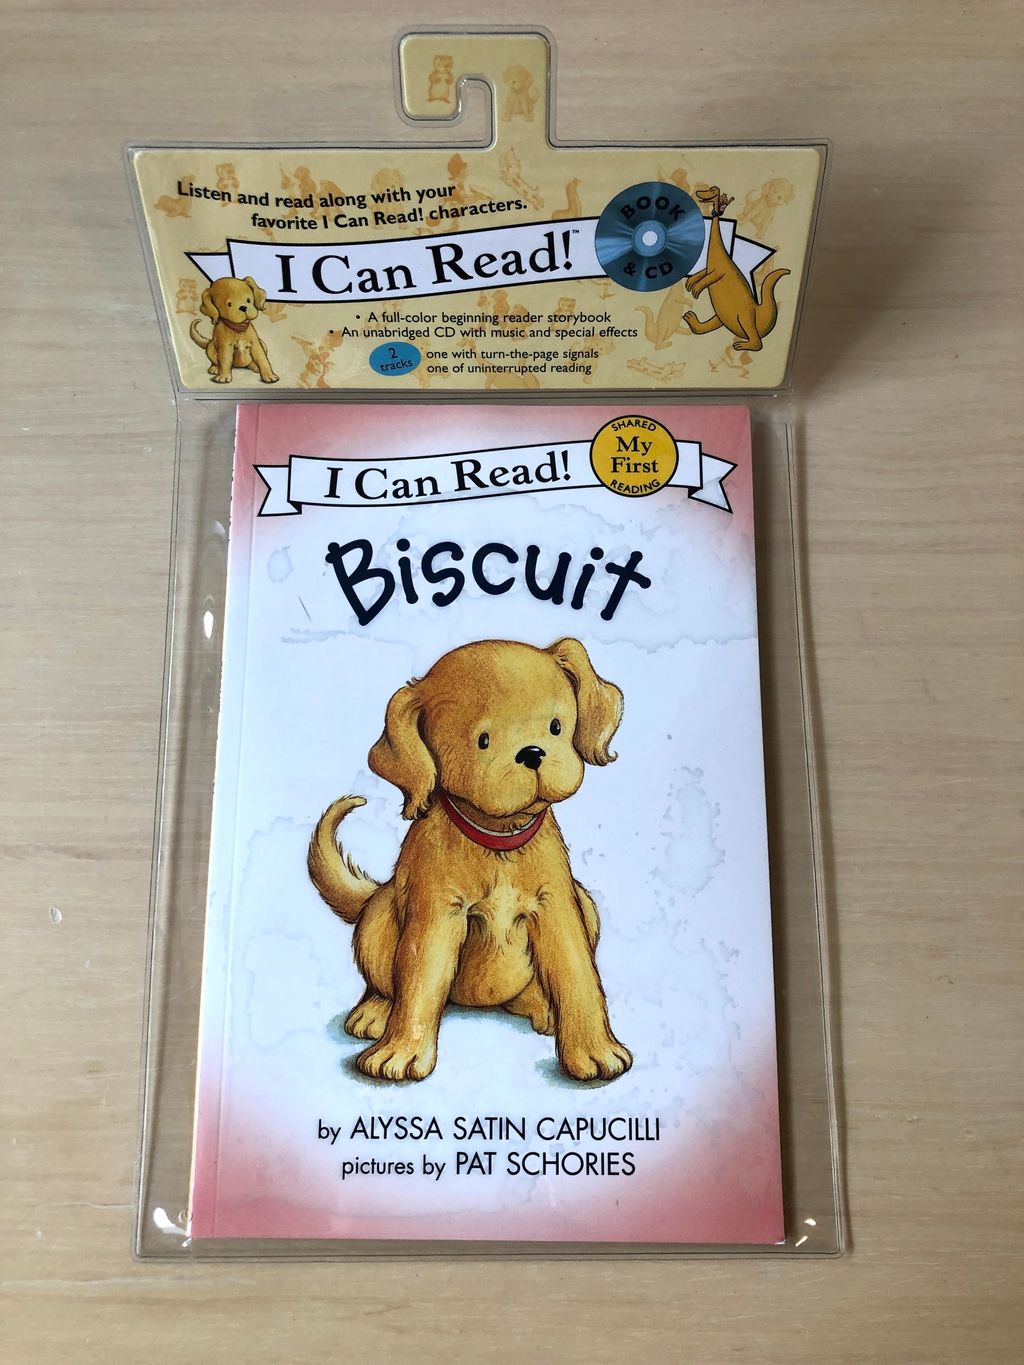 Listen and read along with your
favorite I Can Read! characters.
I Can Read!™
BOOK
& CD
• A full-color beginning reader storybook
• An unabridged CD with music and special effects
2
tracks
one with turn-the-page signals
one of uninterrupted reading
I Can Read!
SHARED
My
First
READING
Biscuit
by ALYSSA SATIN CAPUCILLI
pictures by PAT SCHORIES